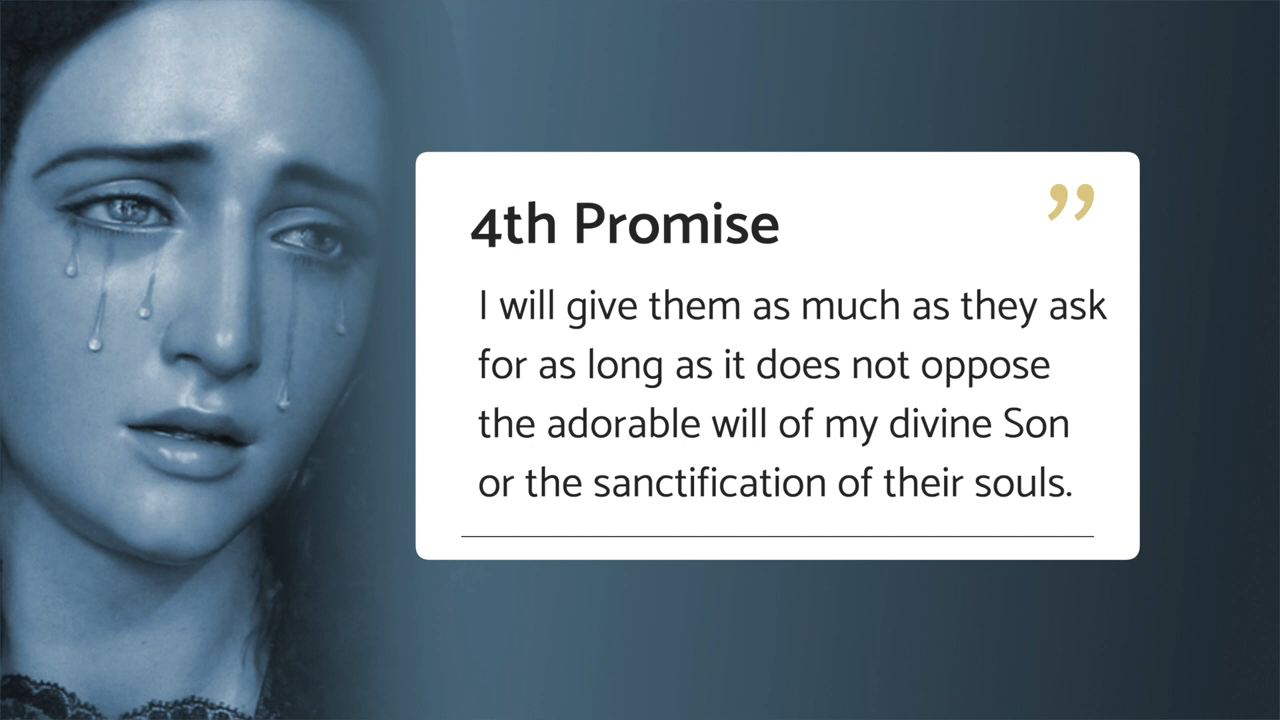 ”
4th Promise
I will give them as much as they ask
for as long as it does not oppose
the adorable will of my divine Son
or the sanctification of their souls.